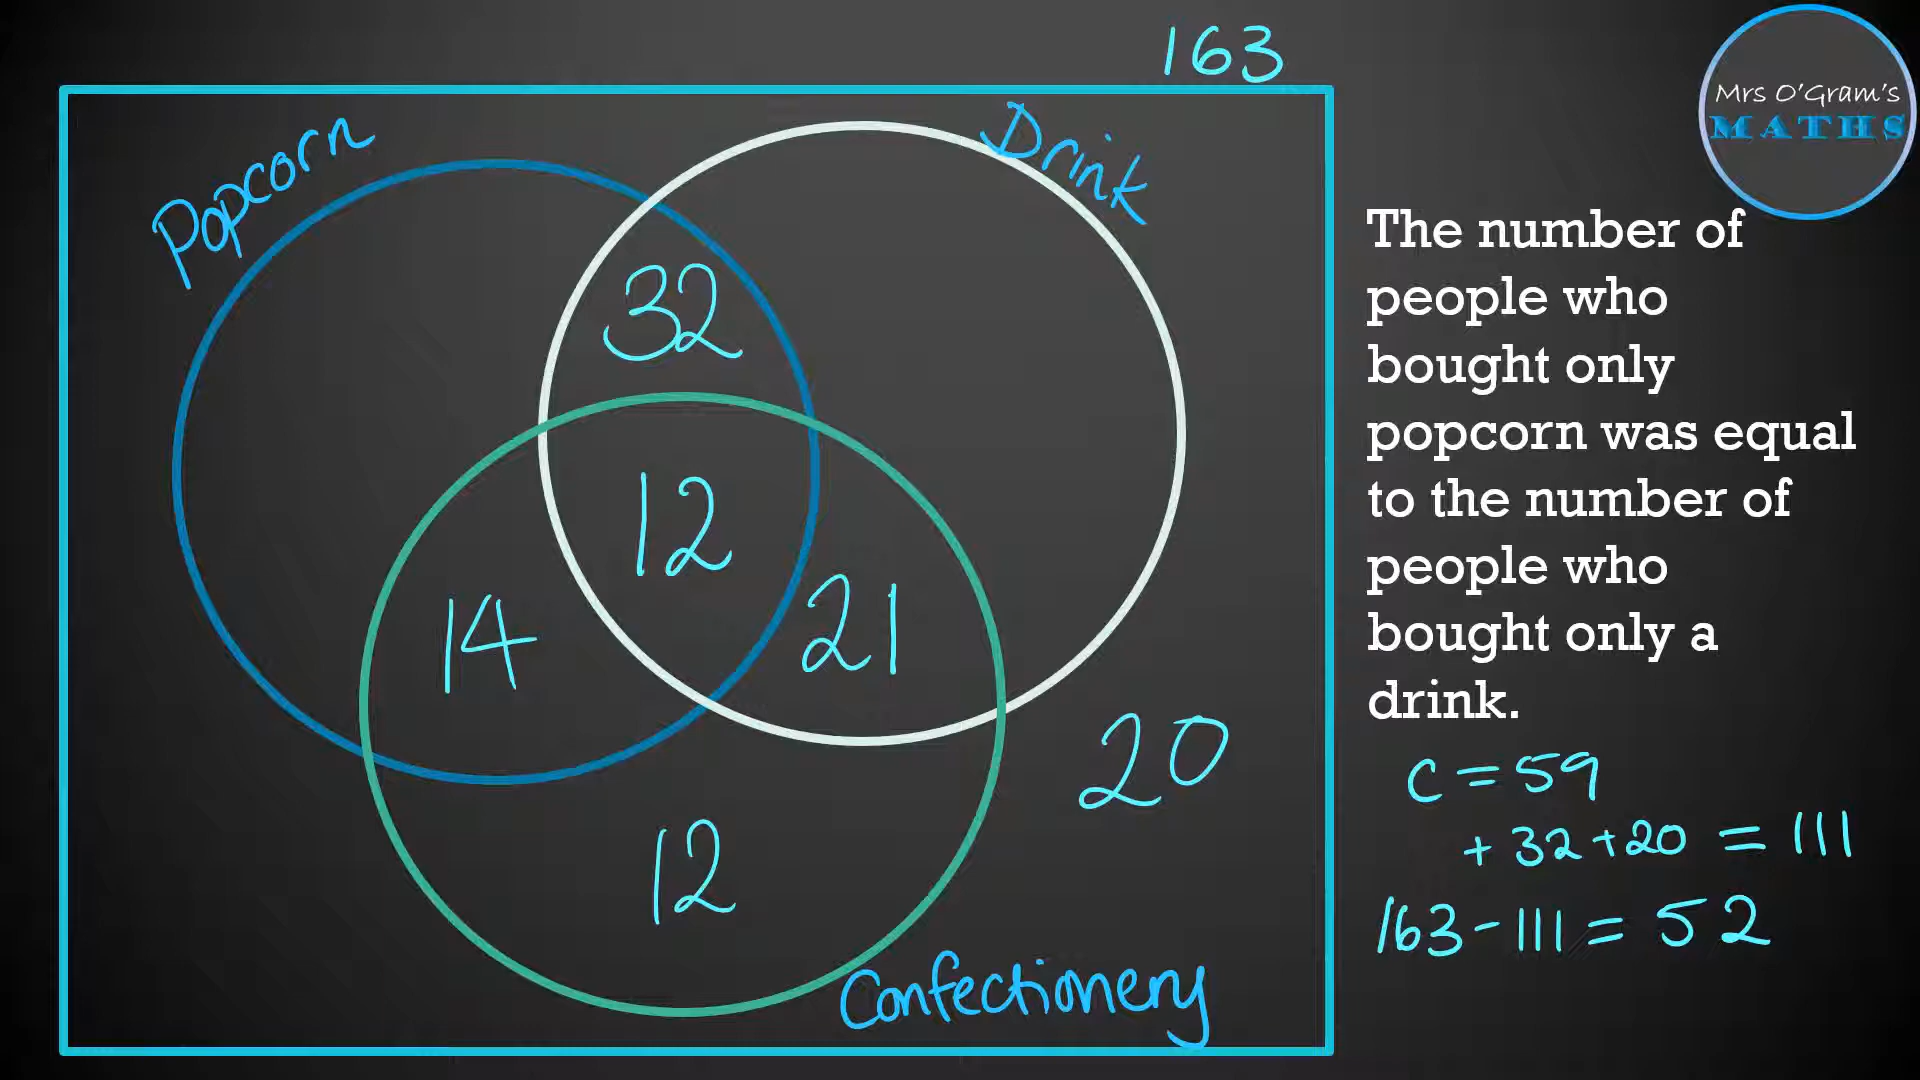 163
Mrs O'Gram's
MATHS
Popcorn
Drink
The number of
people who
bought only
popcorn was equal
to the number of
people who
bought only a
drink.
32
12
14
21
20
12
Confectionery
C = 59
+ 32 + 20 = 111
163 - 111 = 52